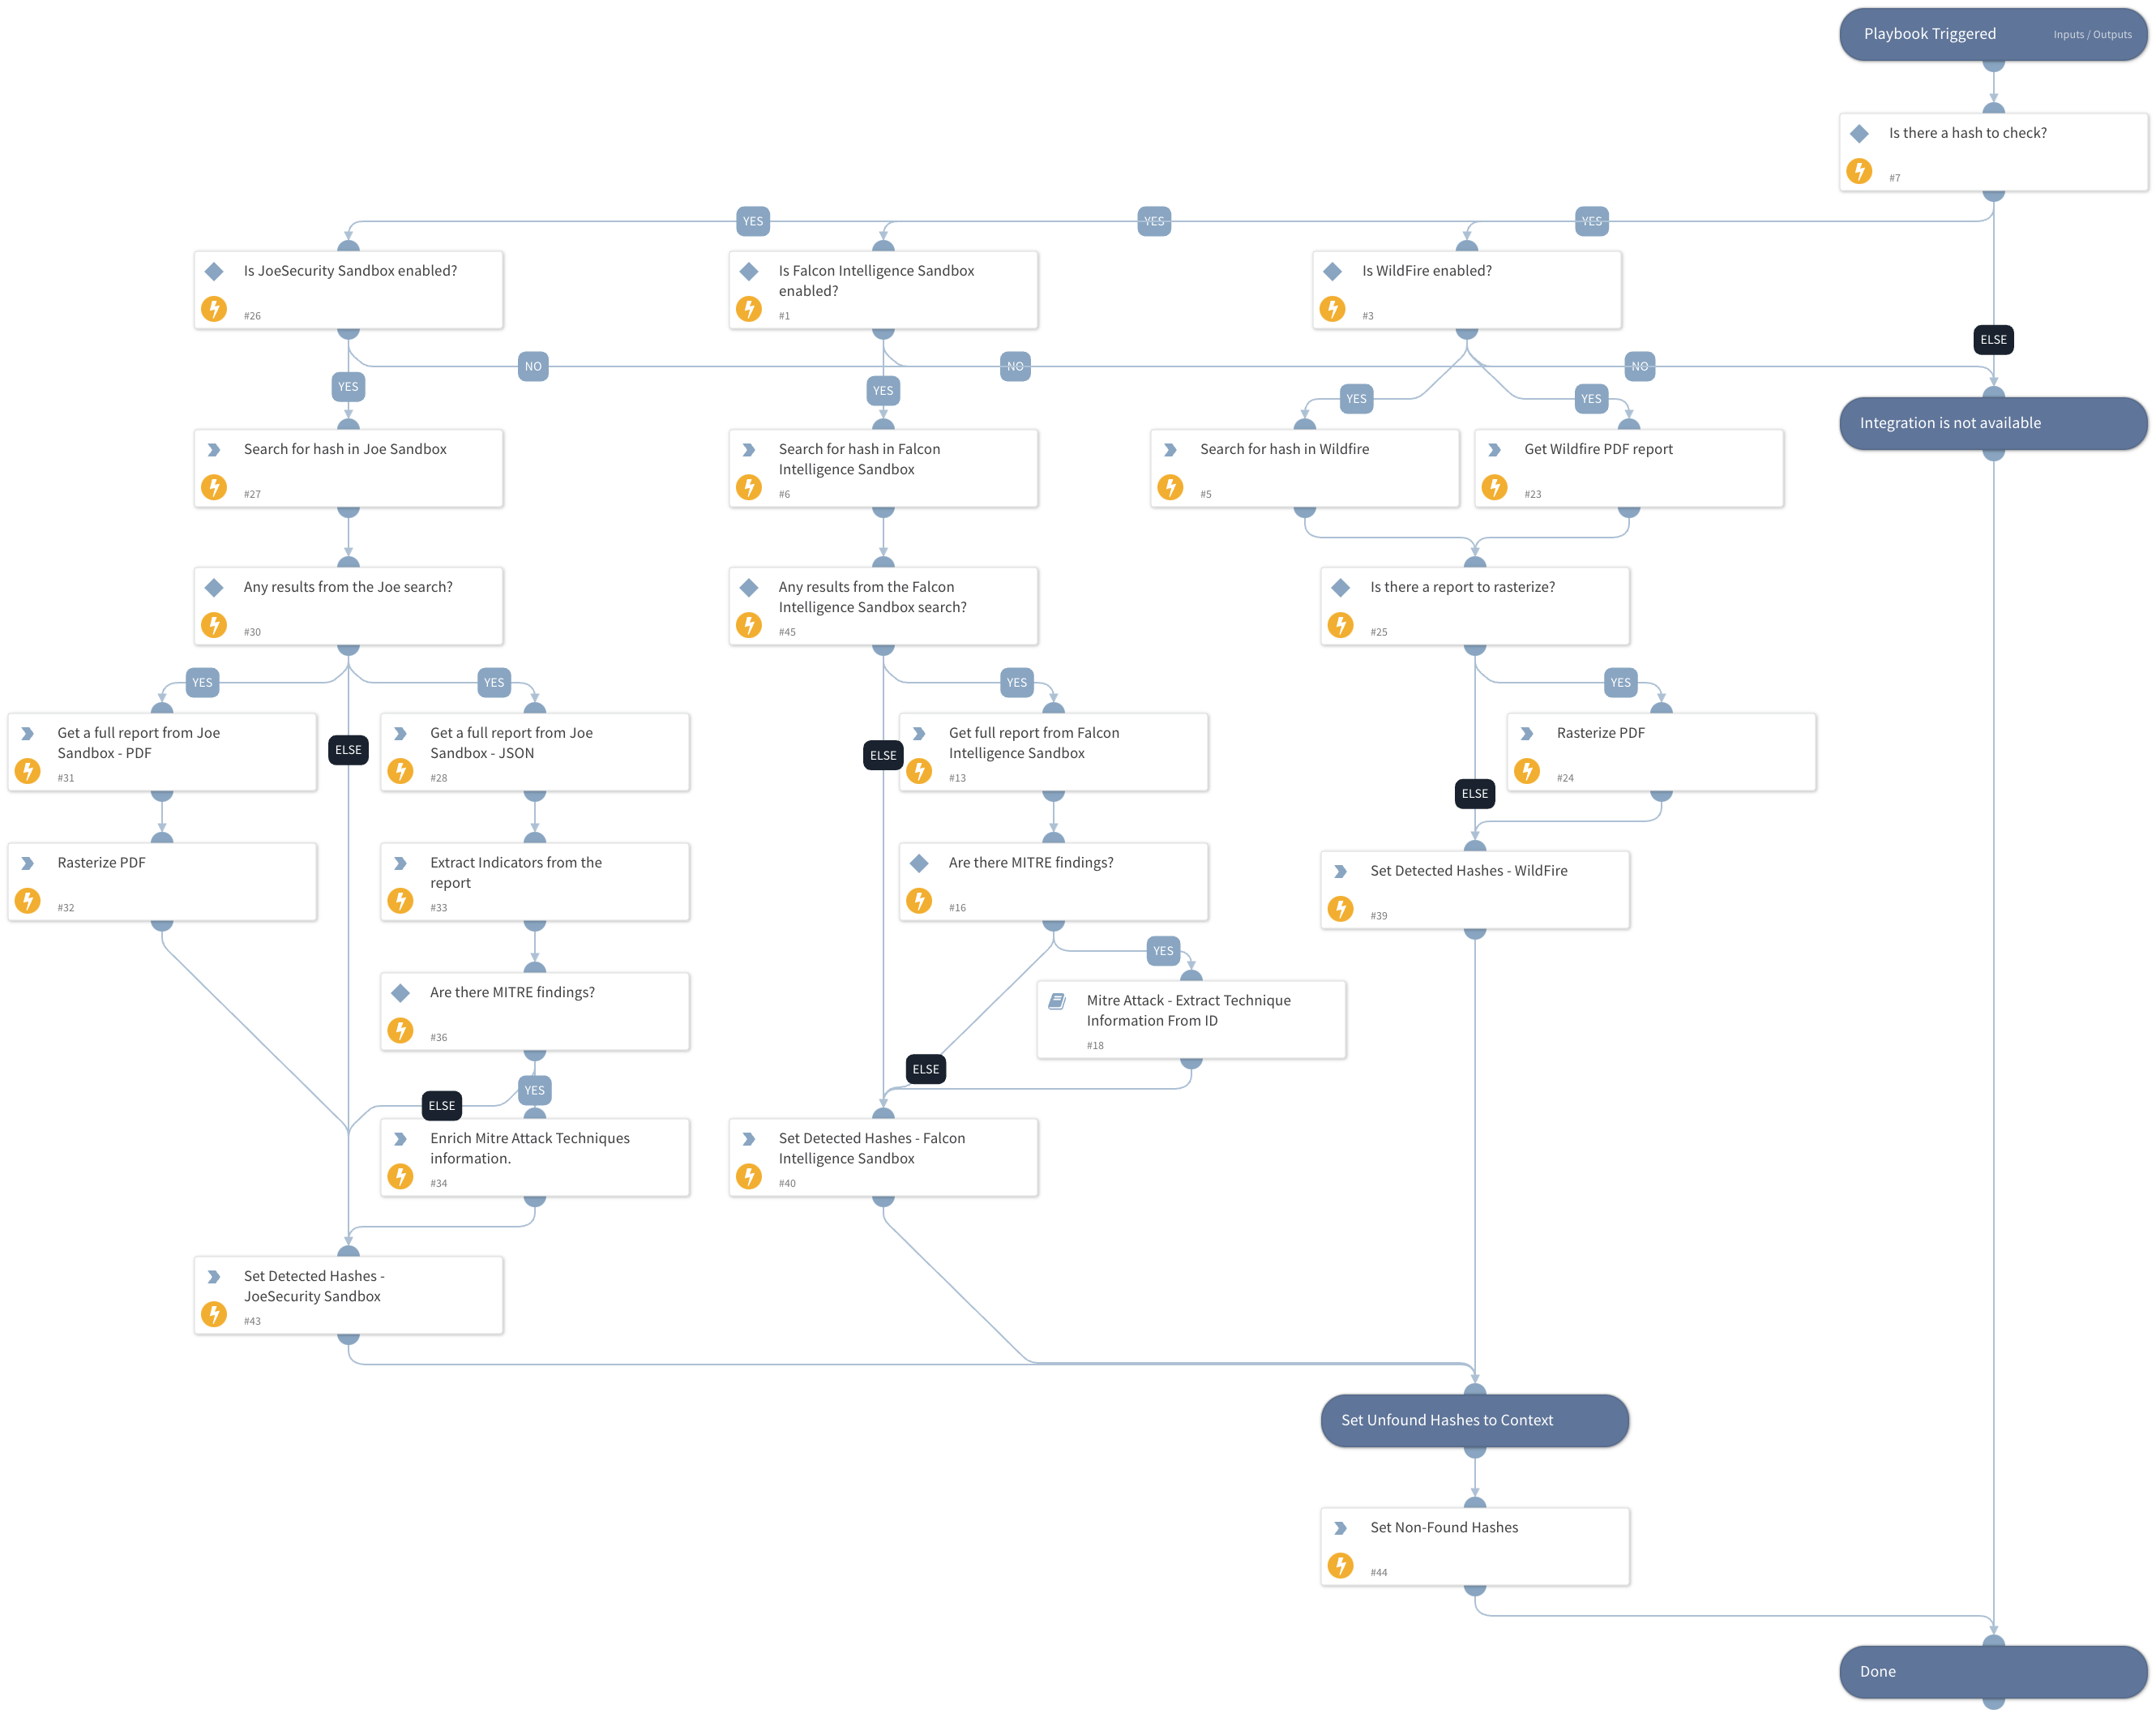 Playbook Triggered
Inputs / Outputs
Is there a hash to check?
#7
YES
YES
YES
Is JoeSecurity Sandbox enabled?
#26
Is Falcon Intelligence Sandbox
enabled?
#1
Is WildFire enabled?
#3
ELSE
NO
NO
NO
YES
YES
YES
YES
Integration is not available
Search for hash in Joe Sandbox
#27
Search for hash in Falcon
Intelligence Sandbox
#6
Search for hash in Wildfire
#5
Get Wildfire PDF report
#23
Any results from the Joe search?
#30
Any results from the Falcon
Intelligence Sandbox search?
#45
Is there a report to rasterize?
#25
YES
YES
YES
YES
Get a full report from Joe
Sandbox - PDF
#31
ELSE
Get a full report from Joe
Sandbox - JSON
#28
ELSE
Get full report from Falcon
Intelligence Sandbox
#13
Rasterize PDF
#24
ELSE
Rasterize PDF
#32
Extract Indicators from the
report
#33
Are there MITRE findings?
#16
Set Detected Hashes - WildFire
#39
YES
Are there MITRE findings?
#36
Mitre Attack - Extract Technique
Information From ID
#18
ELSE
YES
ELSE
Enrich Mitre Attack Techniques
information.
#34
Set Detected Hashes - Falcon
Intelligence Sandbox
#40
Set Detected Hashes -
JoeSecurity Sandbox
#43
Set Unfound Hashes to Context
Set Non-Found Hashes
#44
Done